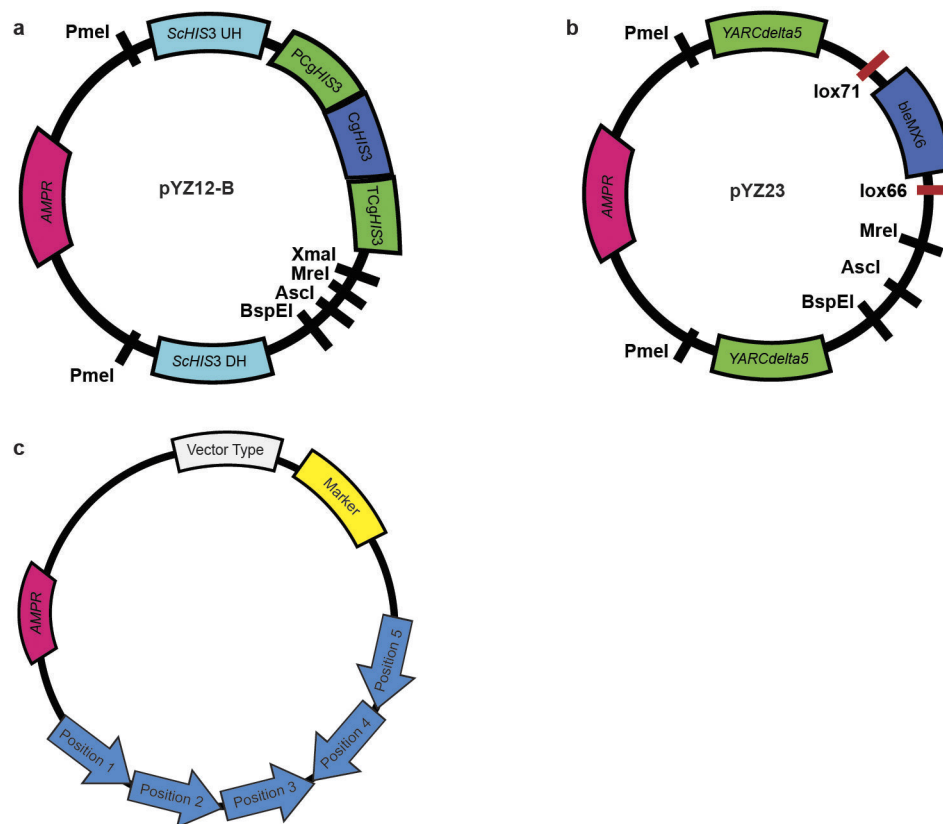 a
PmeI
ScHIS3 UH
PCgHIS3
CgHIS3
TCgHIS3
XmaI
MreI
AscI
BspEI
ScHIS3 DH
PmeI
AMPR
pYZ12-B
b
PmeI
YARCdelta5
lox71
bleMX6
lox66
MreI
AscI
BspEI
YARCdelta5
PmeI
AMPR
pYZ23
c
Vector Type
Marker
Position 5
Position 4
Position 3
Position 2
Position 1
AMPR